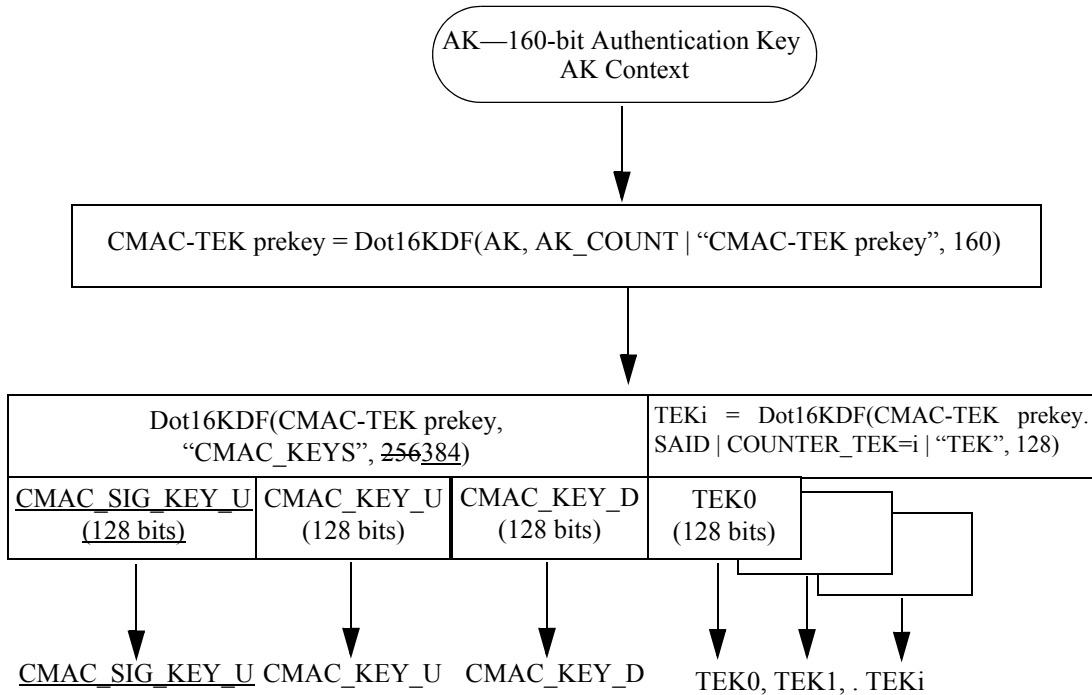 AK—160-bit Authentication Key
AK Context
CMAC-TEK prekey = Dot16KDF(AK, AK_COUNT | “CMAC-TEK prekey”, 160)
Dot16KDF(CMAC-TEK prekey,
“CMAC_KEYS”, 256384)
TEKi = Dot16KDF(CMAC-TEK prekey.
SAID | COUNTER_TEK=i | “TEK”, 128)
CMAC_SIG_KEY_U
(128 bits)
CMAC_KEY_U
(128 bits)
CMAC_KEY_D
(128 bits)
TEK0
(128 bits)
CMAC_SIG_KEY_U CMAC_KEY_U CMAC_KEY_D TEK0, TEK1, . TEKi